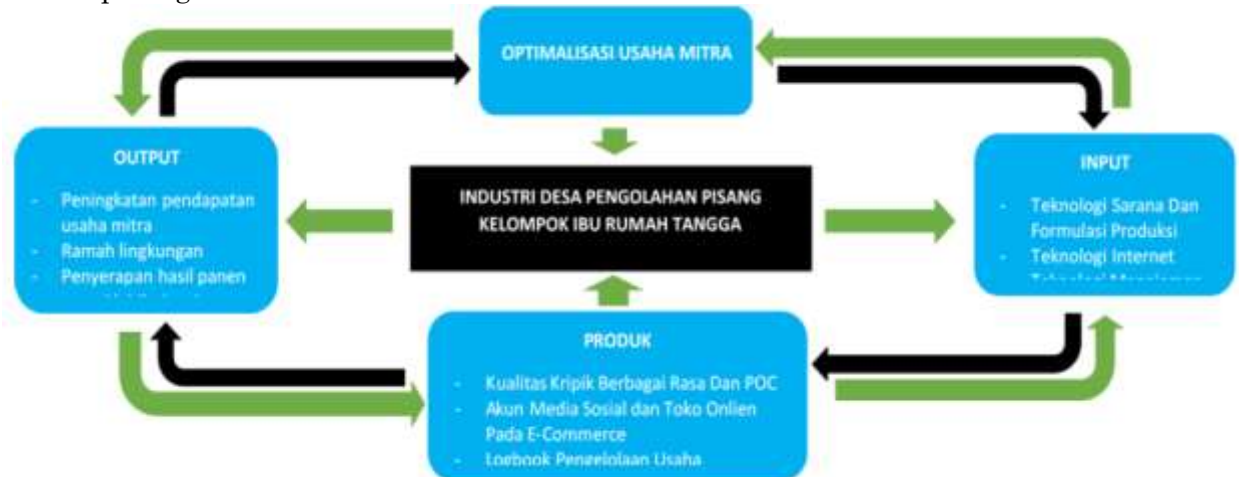 OPTIMALISASI USAHA MITRA
OUTPUT
- Peningkatan pendapatan
usaha mitra
- Ramah lingkungan
- Penyerapan hasil panen
INDUSTRI DESA PENGOLAHAN PISANG
KELOMPOK IBU RUMAH TANGGA
INPUT
- Teknologi Sarana Dan
Formulasi Produksi
- Teknologi Internet
- Teknologi Manajemen
PRODUK
- Kualitas Kripik Berbagai Rasa Dan POC
- Akun Media Sosial dan Toko Onlien
Pada E-Commerce
- Logbook Pengelolaan Usaha